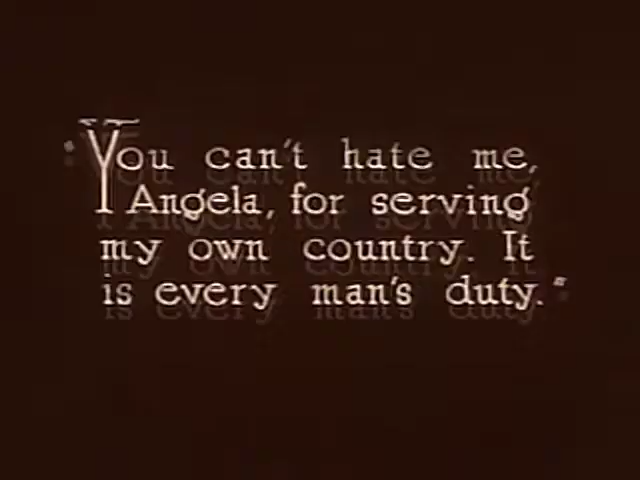 "You can't hate me,
Angela, for serving
my own country. It
is every man's duty."